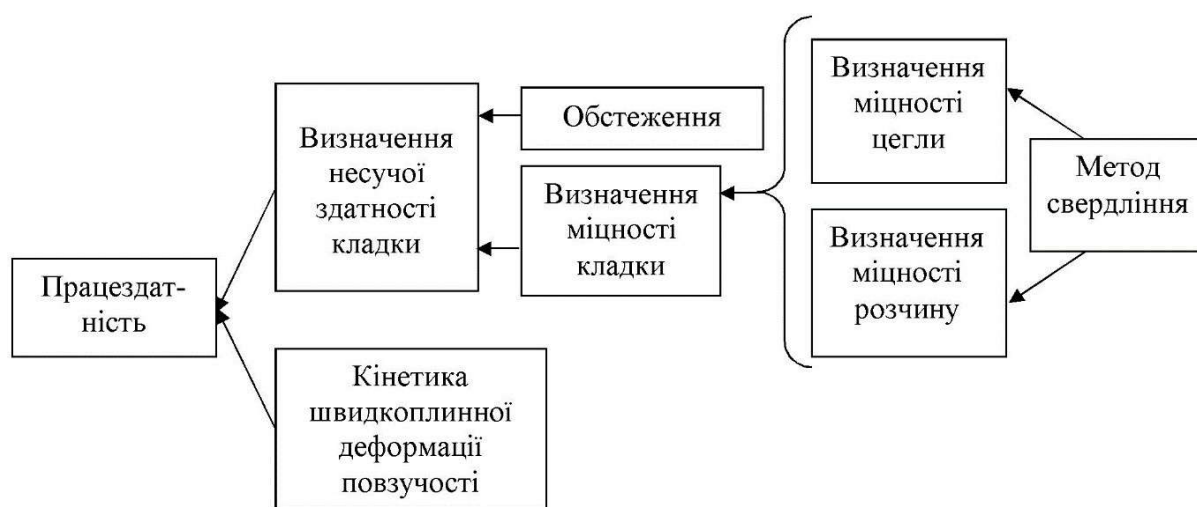 Працездат-
ність
Визначення
несучої
здатності
кладки
Кінетика
швидкоплинної
деформації
повзучості
Обстеження
Визначення
міцності
кладки
Визначення
міцності
цегли
Визначення
міцності
розчину
Метод
свердління